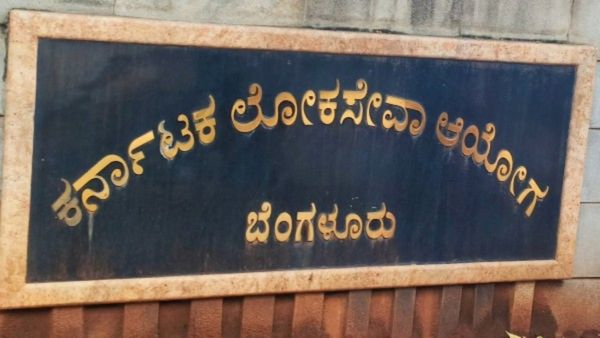 ಕರ್ನಾಟಕ ಲೋಕಸೇವಾ ಆಯೋಗ
ಬೆಂಗಳೂರು